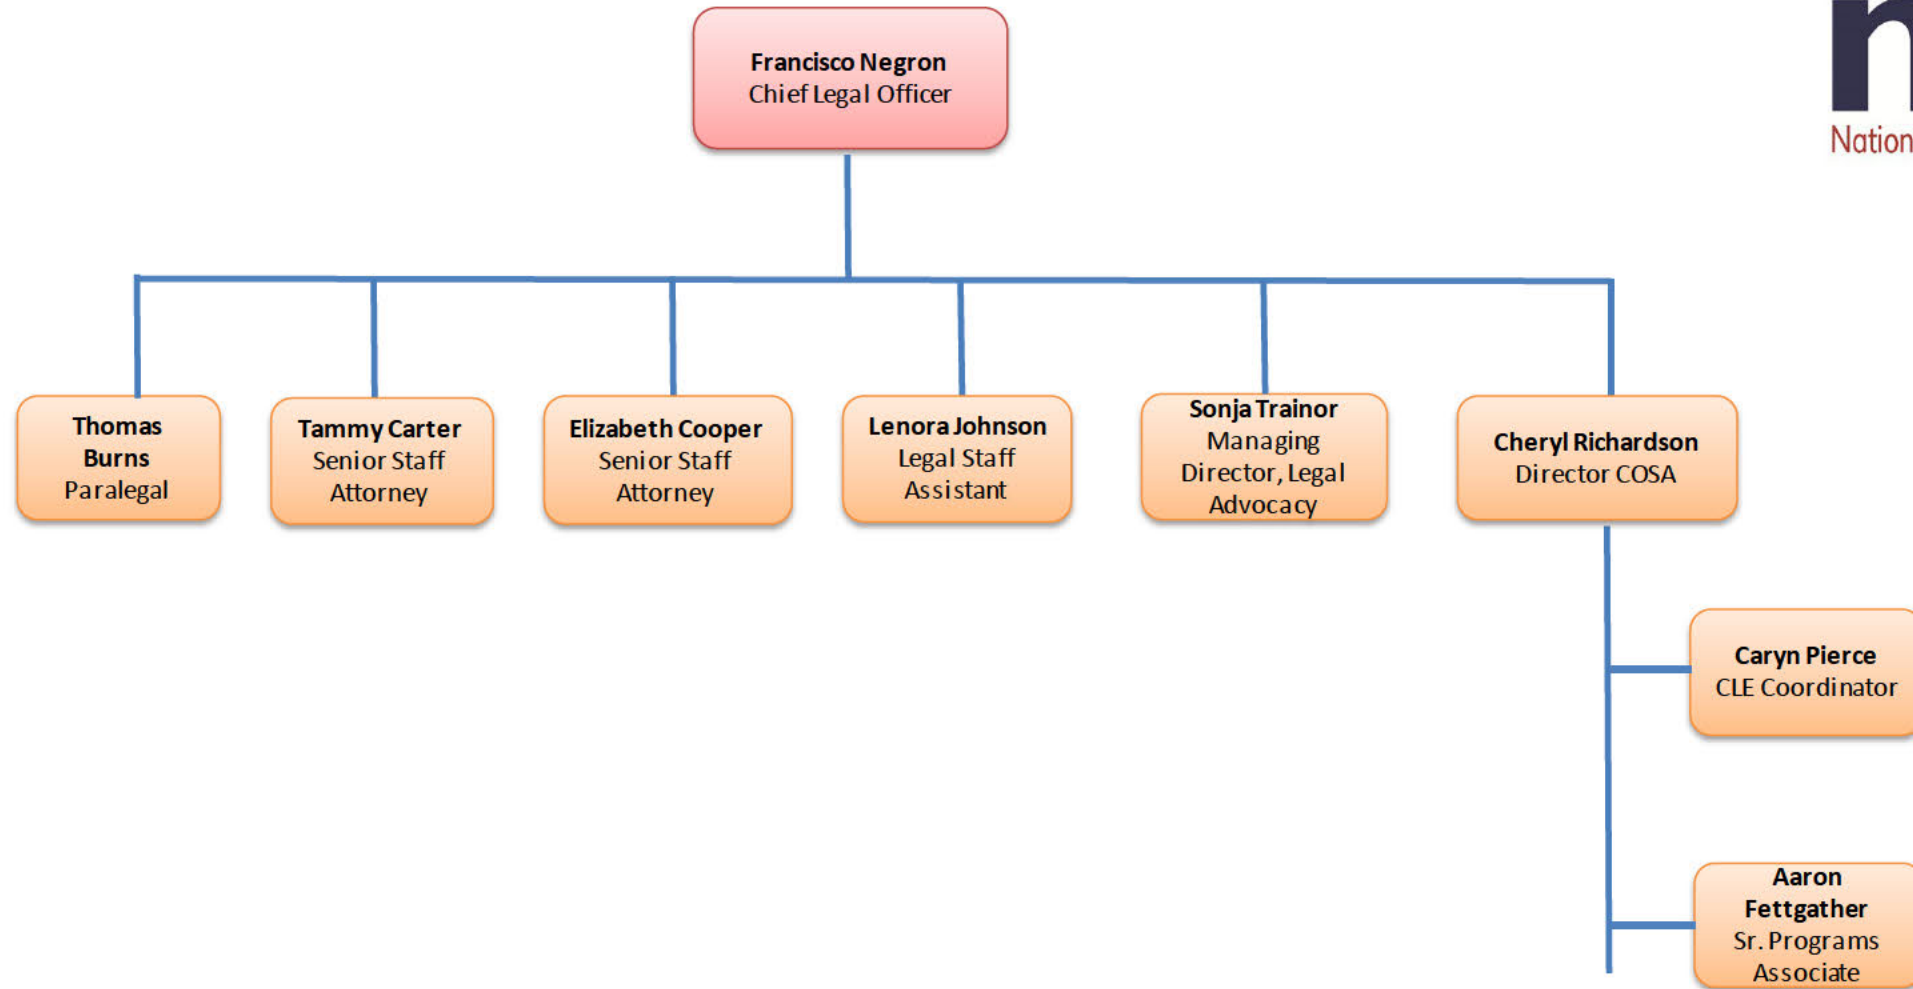 Francisco Negron
Chief Legal Officer
Nation
Thomas
Burns
Paralegal
Tammy Carter
Senior Staff
Attorney
Elizabeth Cooper
Senior Staff
Attorney
Lenora Johnson
Legal Staff
Assistant
Sonja Trainor
Managing
Director, Legal
Advocacy
Cheryl Richardson
Director COSA
Caryn Pierce
CLE Coordinator
Aaron
Fettgather
Sr. Programs
Associate